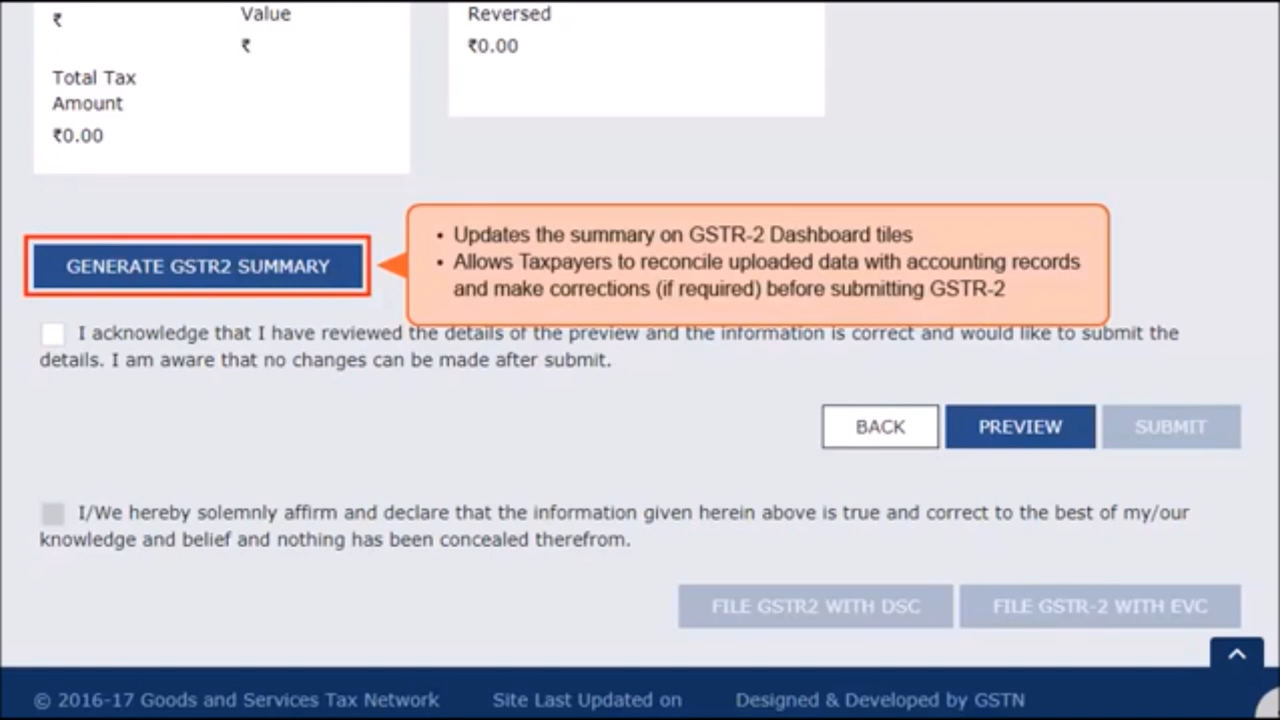 ₹
Value
₹
Total Tax
Amount
₹0.00
Reversed
₹0.00
GENERATE GSTR2 SUMMARY
• Updates the summary on GSTR-2 Dashboard tiles
• Allows Taxpayers to reconcile uploaded data with accounting records
and make corrections (if required) before submitting GSTR-2
I acknowledge that I have reviewed the details of the preview and the information is correct and would like to submit the
details. I am aware that no changes can be made after submit.
BACK PREVIEW SUBMIT
I/We hereby solemnly affirm and declare that the information given herein above is true and correct to the best of my/our
knowledge and belief and nothing has been concealed therefrom.
FILE GSTR2 WITH DSC FILE GSTR-2 WITH EVC
© 2016-17 Goods and Services Tax Network Site Last Updated on Designed & Developed by GSTN